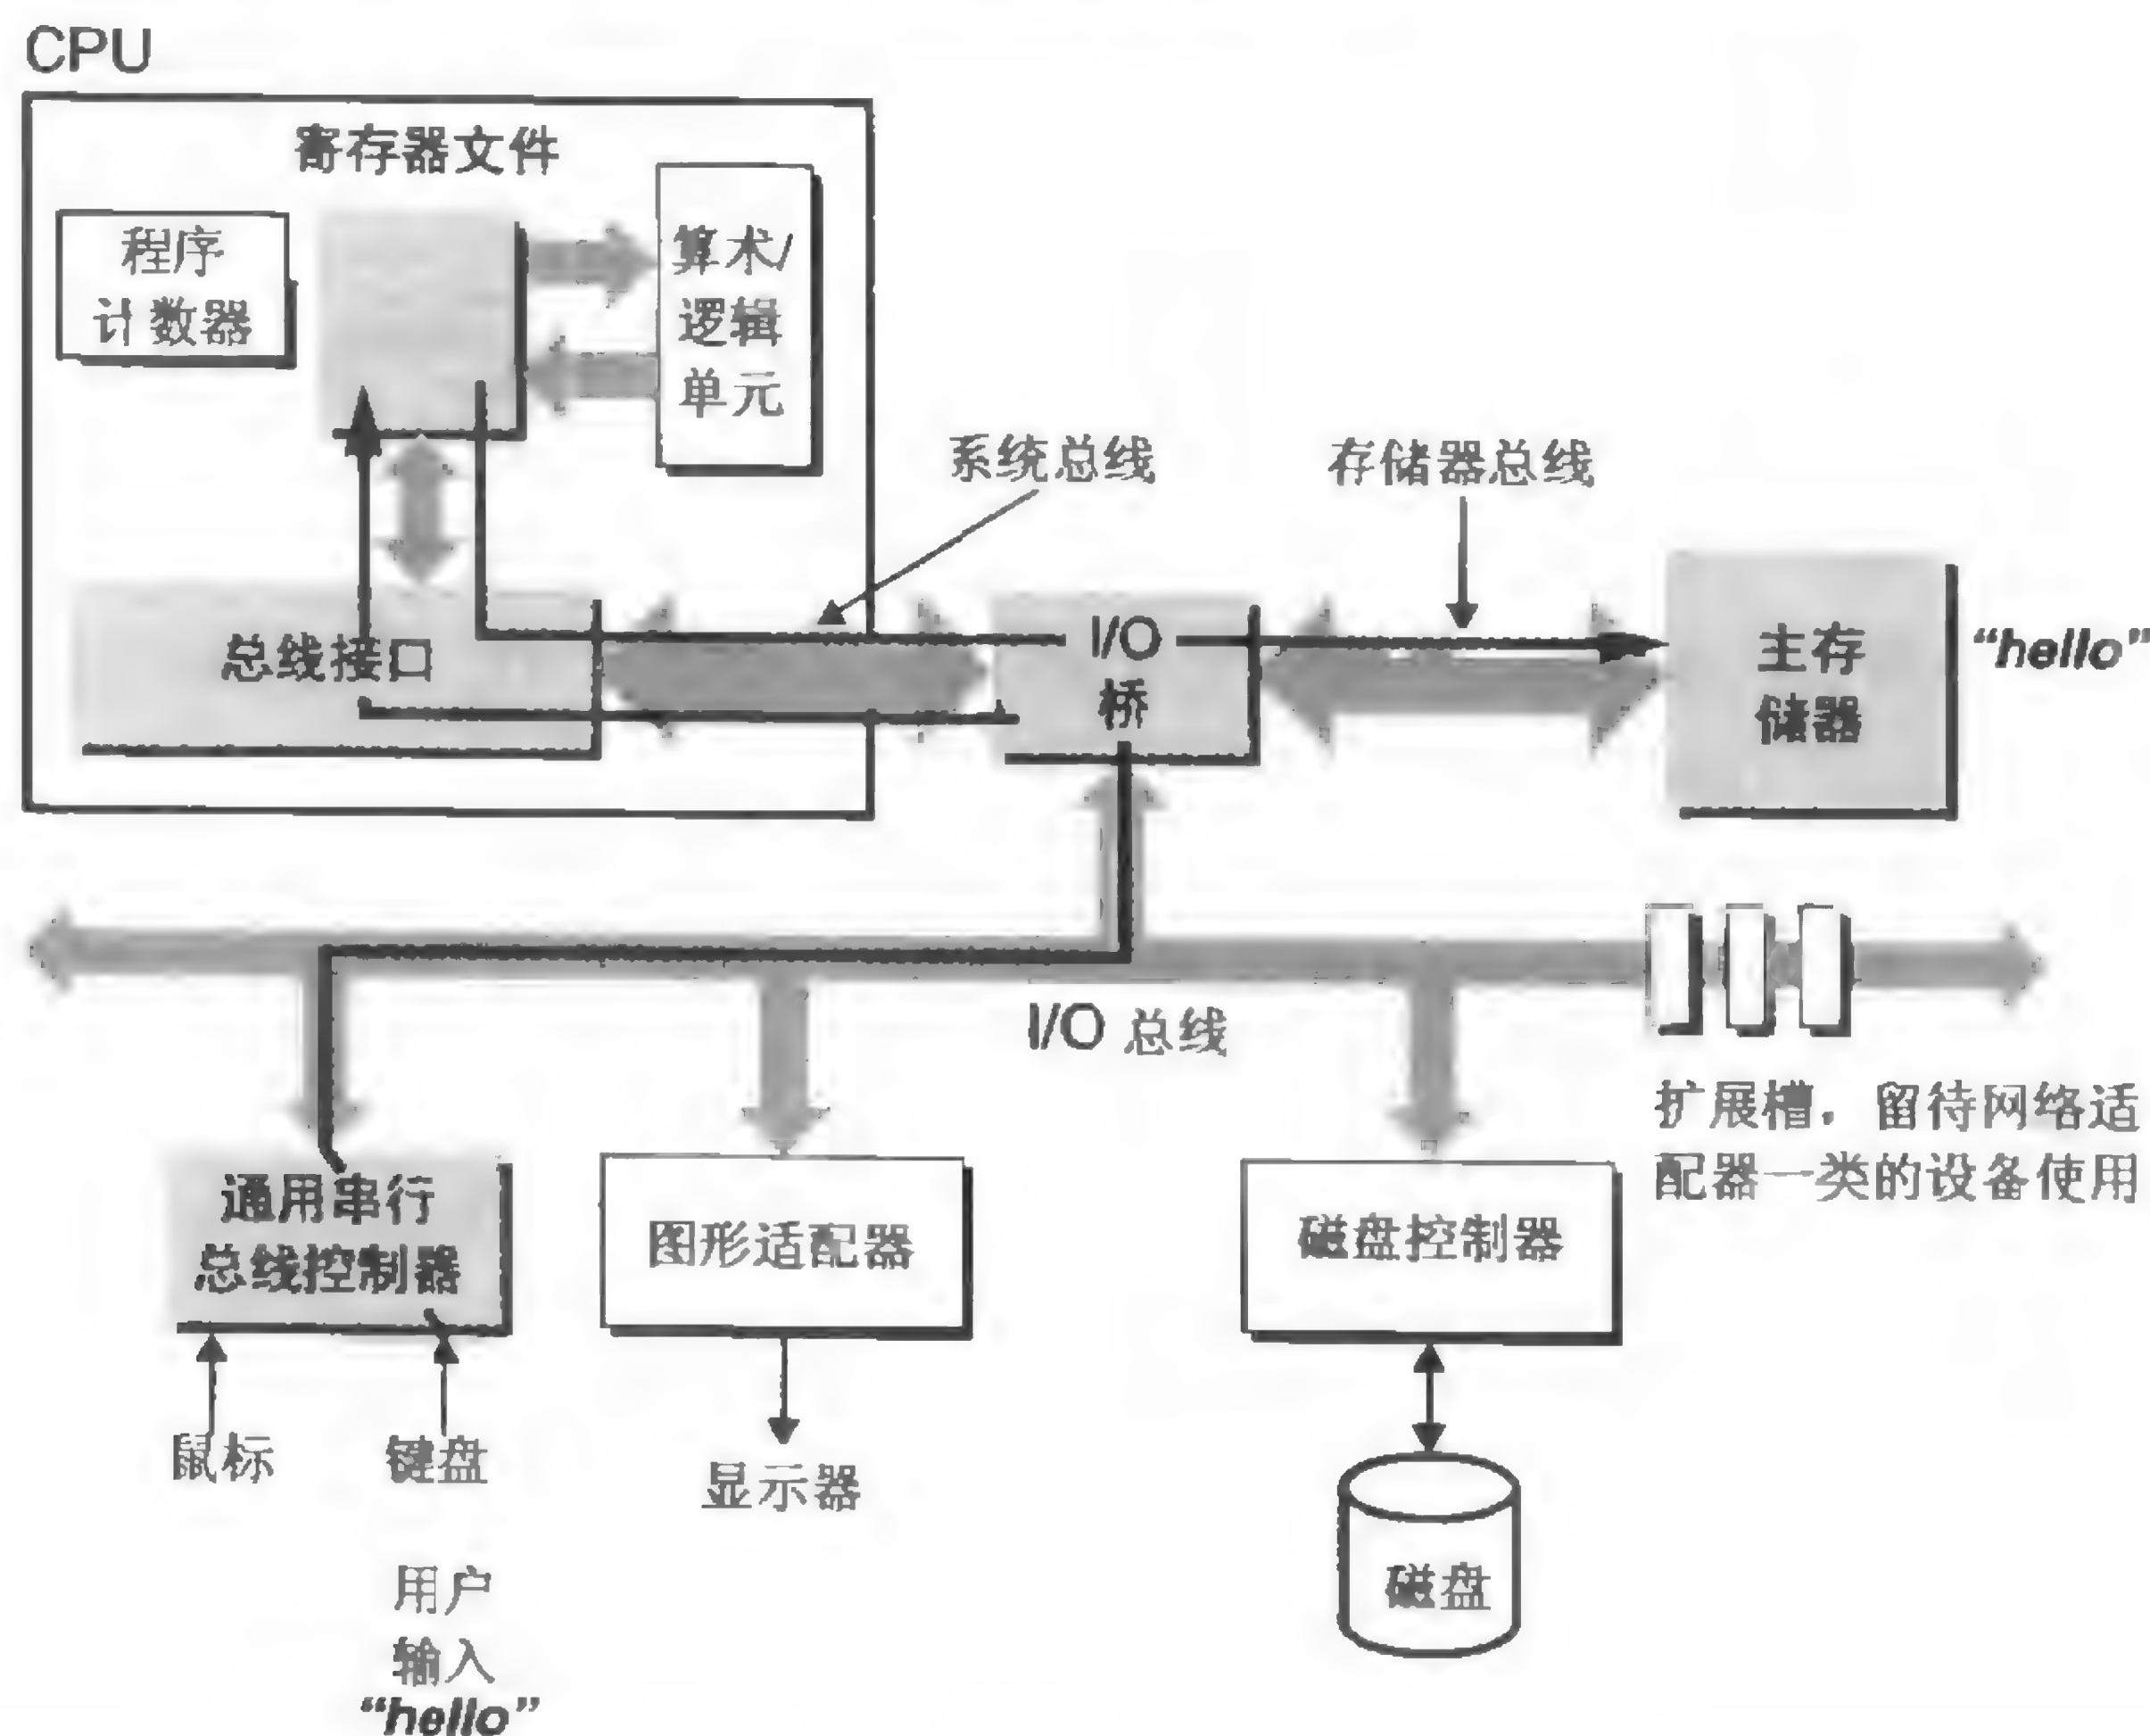 CPU
寄存器文件
程序
计数器
算术/
逻辑
单元
系统总线
存储器总线
总线接口
I/O
桥
主存
储器
“hello”
I/O 总线
扩展槽，留待网络适
配器一类的设备使用
通用串行
总线控制器
图形适配器
磁盘控制器
鼠标
键盘
显示器
磁盘
用户
输入
“hello”